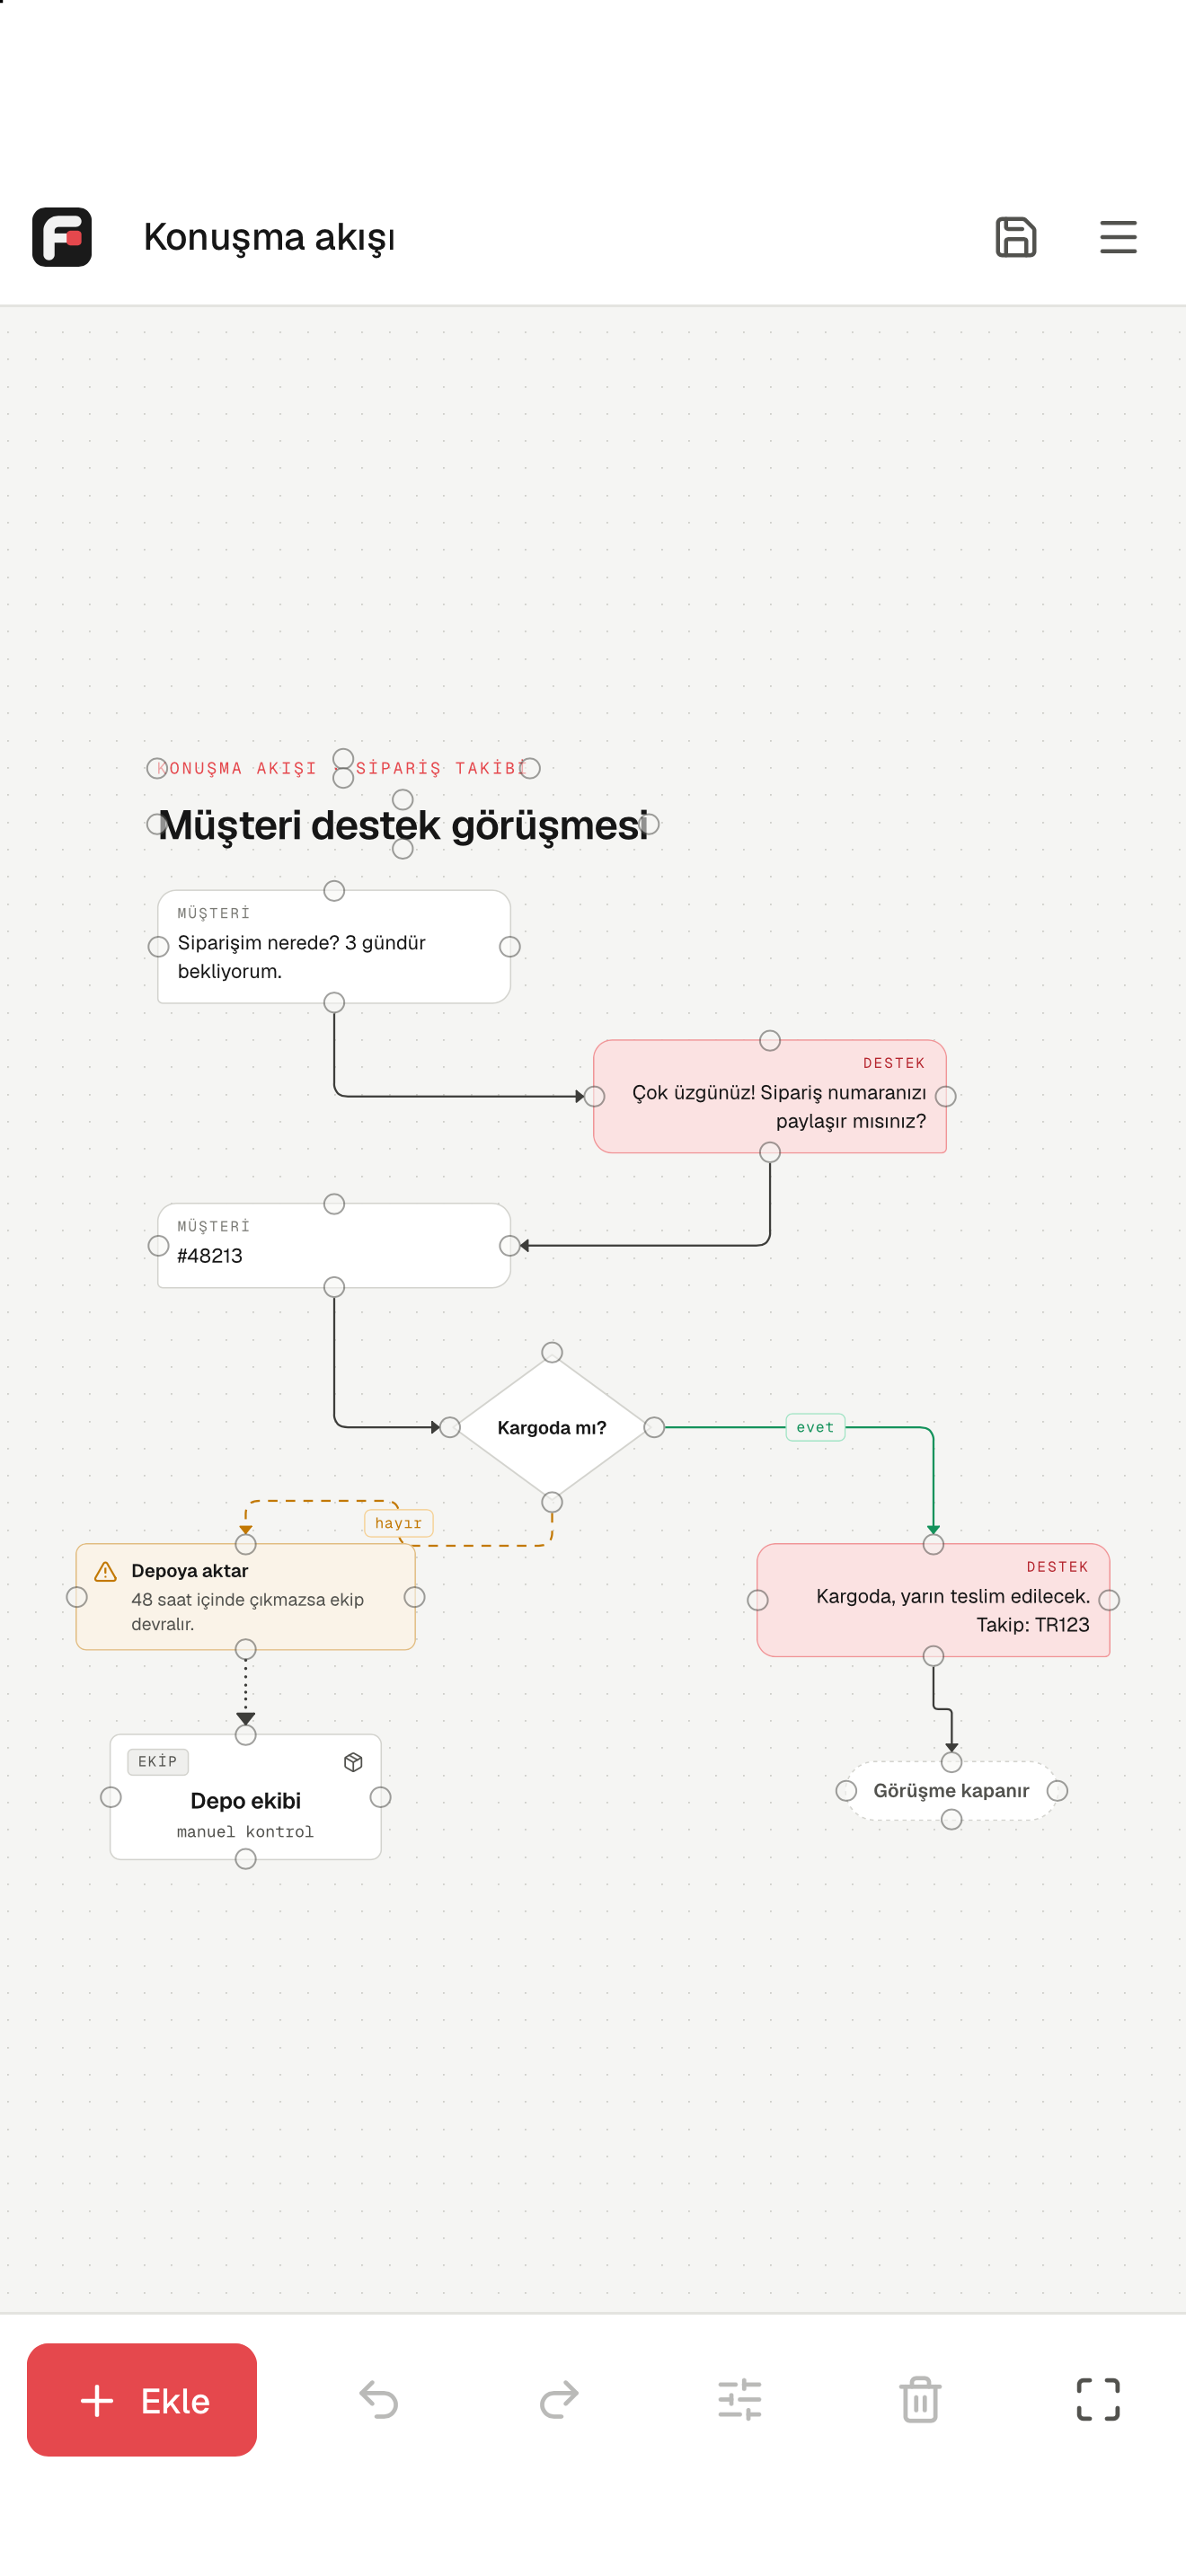 Konuşma akışı
KONUŞMA AKIŞI SİPARİŞ TAKİBİ
Müşteri destek görüşmesi
MÜŞTERİ
Siparişim nerede? 3 gündür
bekliyorum.
DESTEK
Çok üzgünüz! Sipariş numaranızı
paylaşır mısınız?
MÜŞTERİ
#48213
Kargoda mı?
evet
hayır
Depoya aktar
48 saat içinde çıkmazsa ekip
devralır.
DESTEK
Kargoda, yarın teslim edilecek.
Takip: TR123
EKİP
Depo ekibi
manuel kontrol
Görüşme kapanır
Ekle